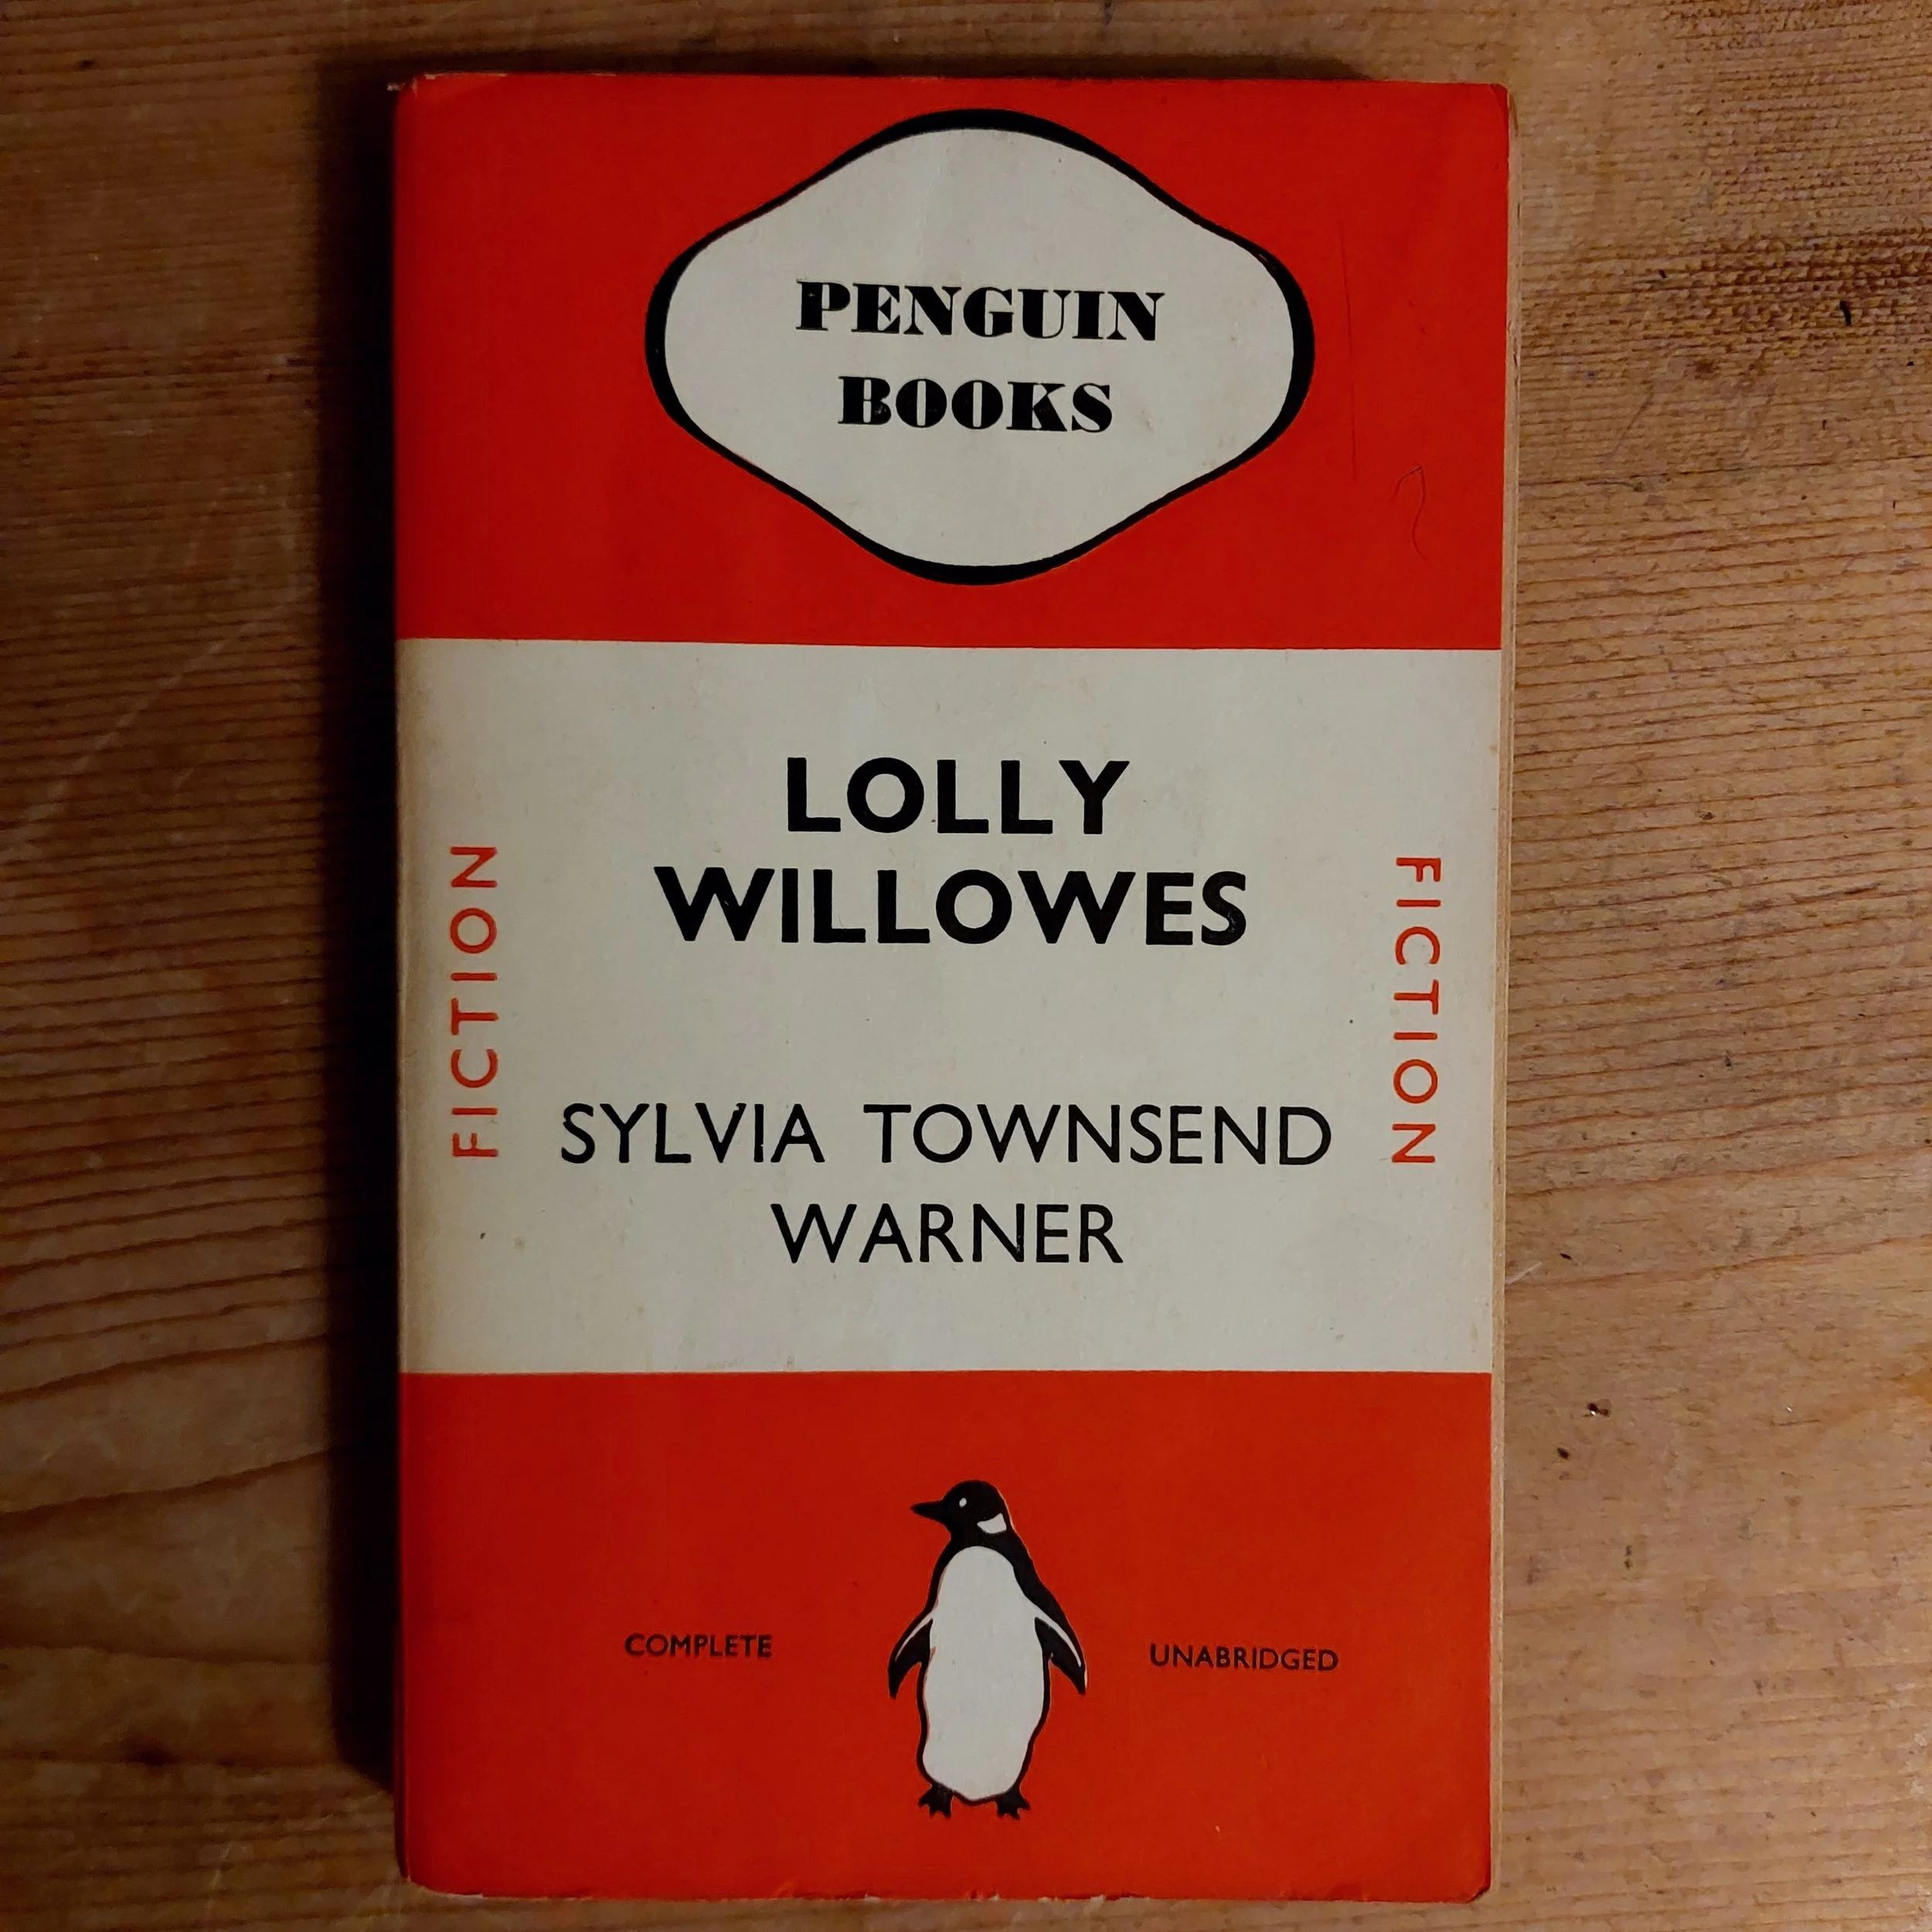 PENGUIN
BOOKS
LOLLY
WILLOWES
FICTION
FICTION
SYLVIA TOWNSEND
WARNER
COMPLETE
UNABRIDGED